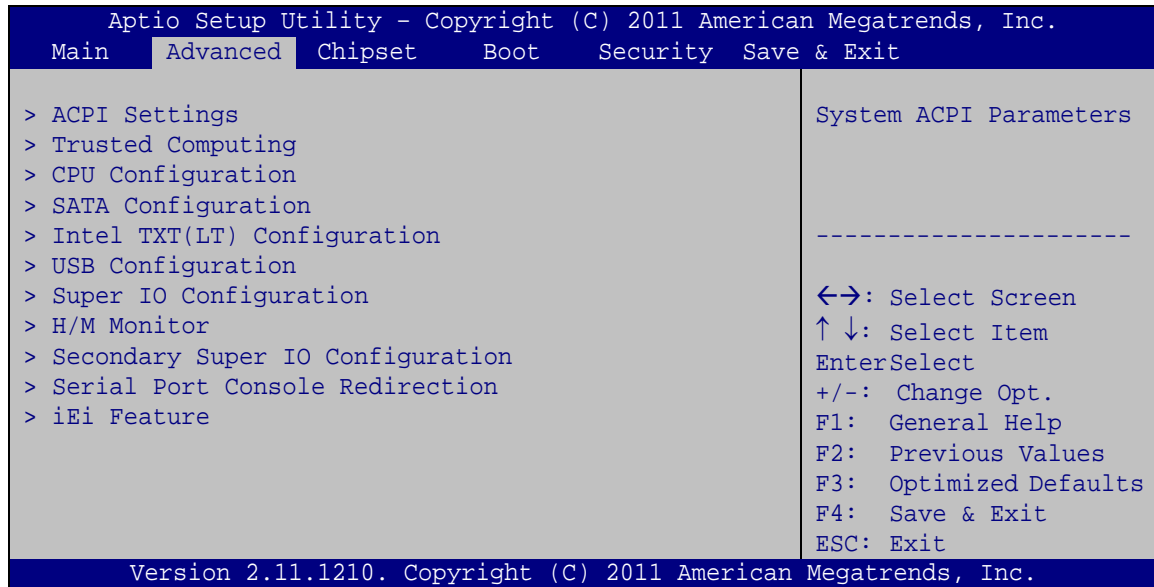 Aptio Setup Utility – Copyright (C) 2011 American Megatrends, Inc.
Main Advanced Chipset Boot Security Save & Exit
> ACPI Settings
> Trusted Computing
> CPU Configuration
> SATA Configuration
> Intel TXT(LT) Configuration
> USB Configuration
> Super IO Configuration
> H/M Monitor
> Secondary Super IO Configuration
> Serial Port Console Redirection
> iEi Feature
System ACPI Parameters
----------------------
←→: Select Screen
↑ ↓: Select Item
EnterSelect
+/-: Change Opt.
F1: General Help
F2: Previous Values
F3: Optimized Defaults
F4: Save & Exit
ESC: Exit
Version 2.11.1210. Copyright (C) 2011 American Megatrends, Inc.